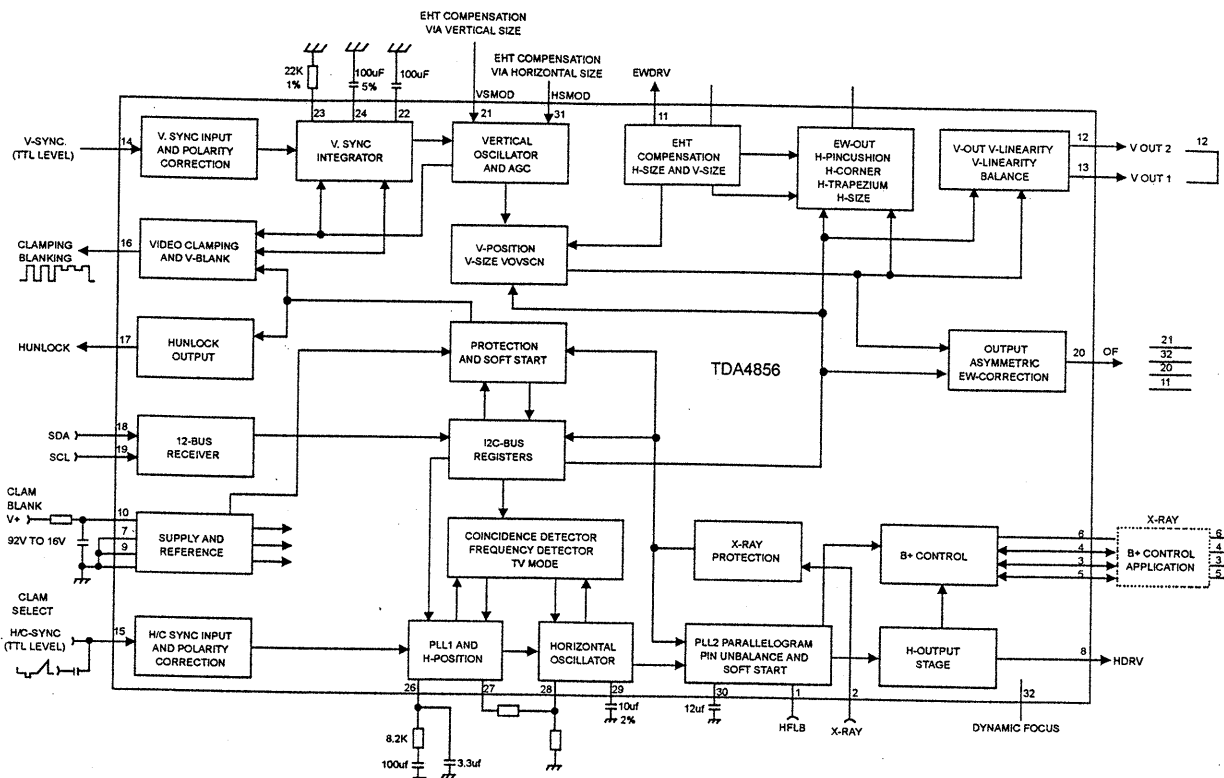 EHT COMPENSATION
VIA VERTICAL SIZE
EHT COMPENSATION
VIA HORIZONTAL SIZE
EWDRV
22K
1%
100uF
5%
100uF
VSMOD
HSMOD
23
24
22
21
31
11
V-SYNC.
(TTL LEVEL)
14
V. SYNC INPUT
AND POLARITY
CORRECTION
V. SYNC
INTEGRATOR
VERTICAL
OSCILLATOR
AND AGC
EHT
COMPENSATION
H-SIZE AND V-SIZE
EW-OUT
H-PINCUSHION
H-CORNER
H-TRAPEZIUM
H-SIZE
V-OUT V-LINEARITY
V-LINEARITY
BALANCE
12
V OUT 2
12
13
V OUT 1
CLAMPING
BLANKING
16
VIDEO CLAMPING
AND V-BLANK
V-POSITION
V-SIZE VOVSCN
HUNLOCK
17
HUNLOCK
OUTPUT
PROTECTION
AND SOFT START
TDA4856
OUTPUT
ASYMMETRIC
EW-CORRECTION
20
OF
21
32
20
11
SDA
18
SCL
19
12-BUS
RECEIVER
I2C-BUS
REGISTERS
CLAM
BLANK
V+
92V TO 16V
10
7
9
SUPPLY AND
REFERENCE
COINCIDENCE DETECTOR
FREQUENCY DETECTOR
TV MODE
X-RAY
PROTECTION
B+ CONTROL
6
4
3
5
X-RAY
B+ CONTROL
APPLICATION
6
4
3
5
CLAM
SELECT
H/C-SYNC
(TTL LEVEL)
15
H/C SYNC INPUT
AND POLARITY
CORRECTION
PLL1 AND
H-POSITION
HORIZONTAL
OSCILLATOR
PLL2 PARALLELOGRAM
PIN UNBALANCE AND
SOFT START
H-OUTPUT
STAGE
8
HDRV
26
27
28
29
30
1
2
32
8.2K
100uf
3.3uf
10uf
2%
12uf
HFLB
X-RAY
DYNAMIC FOCUS